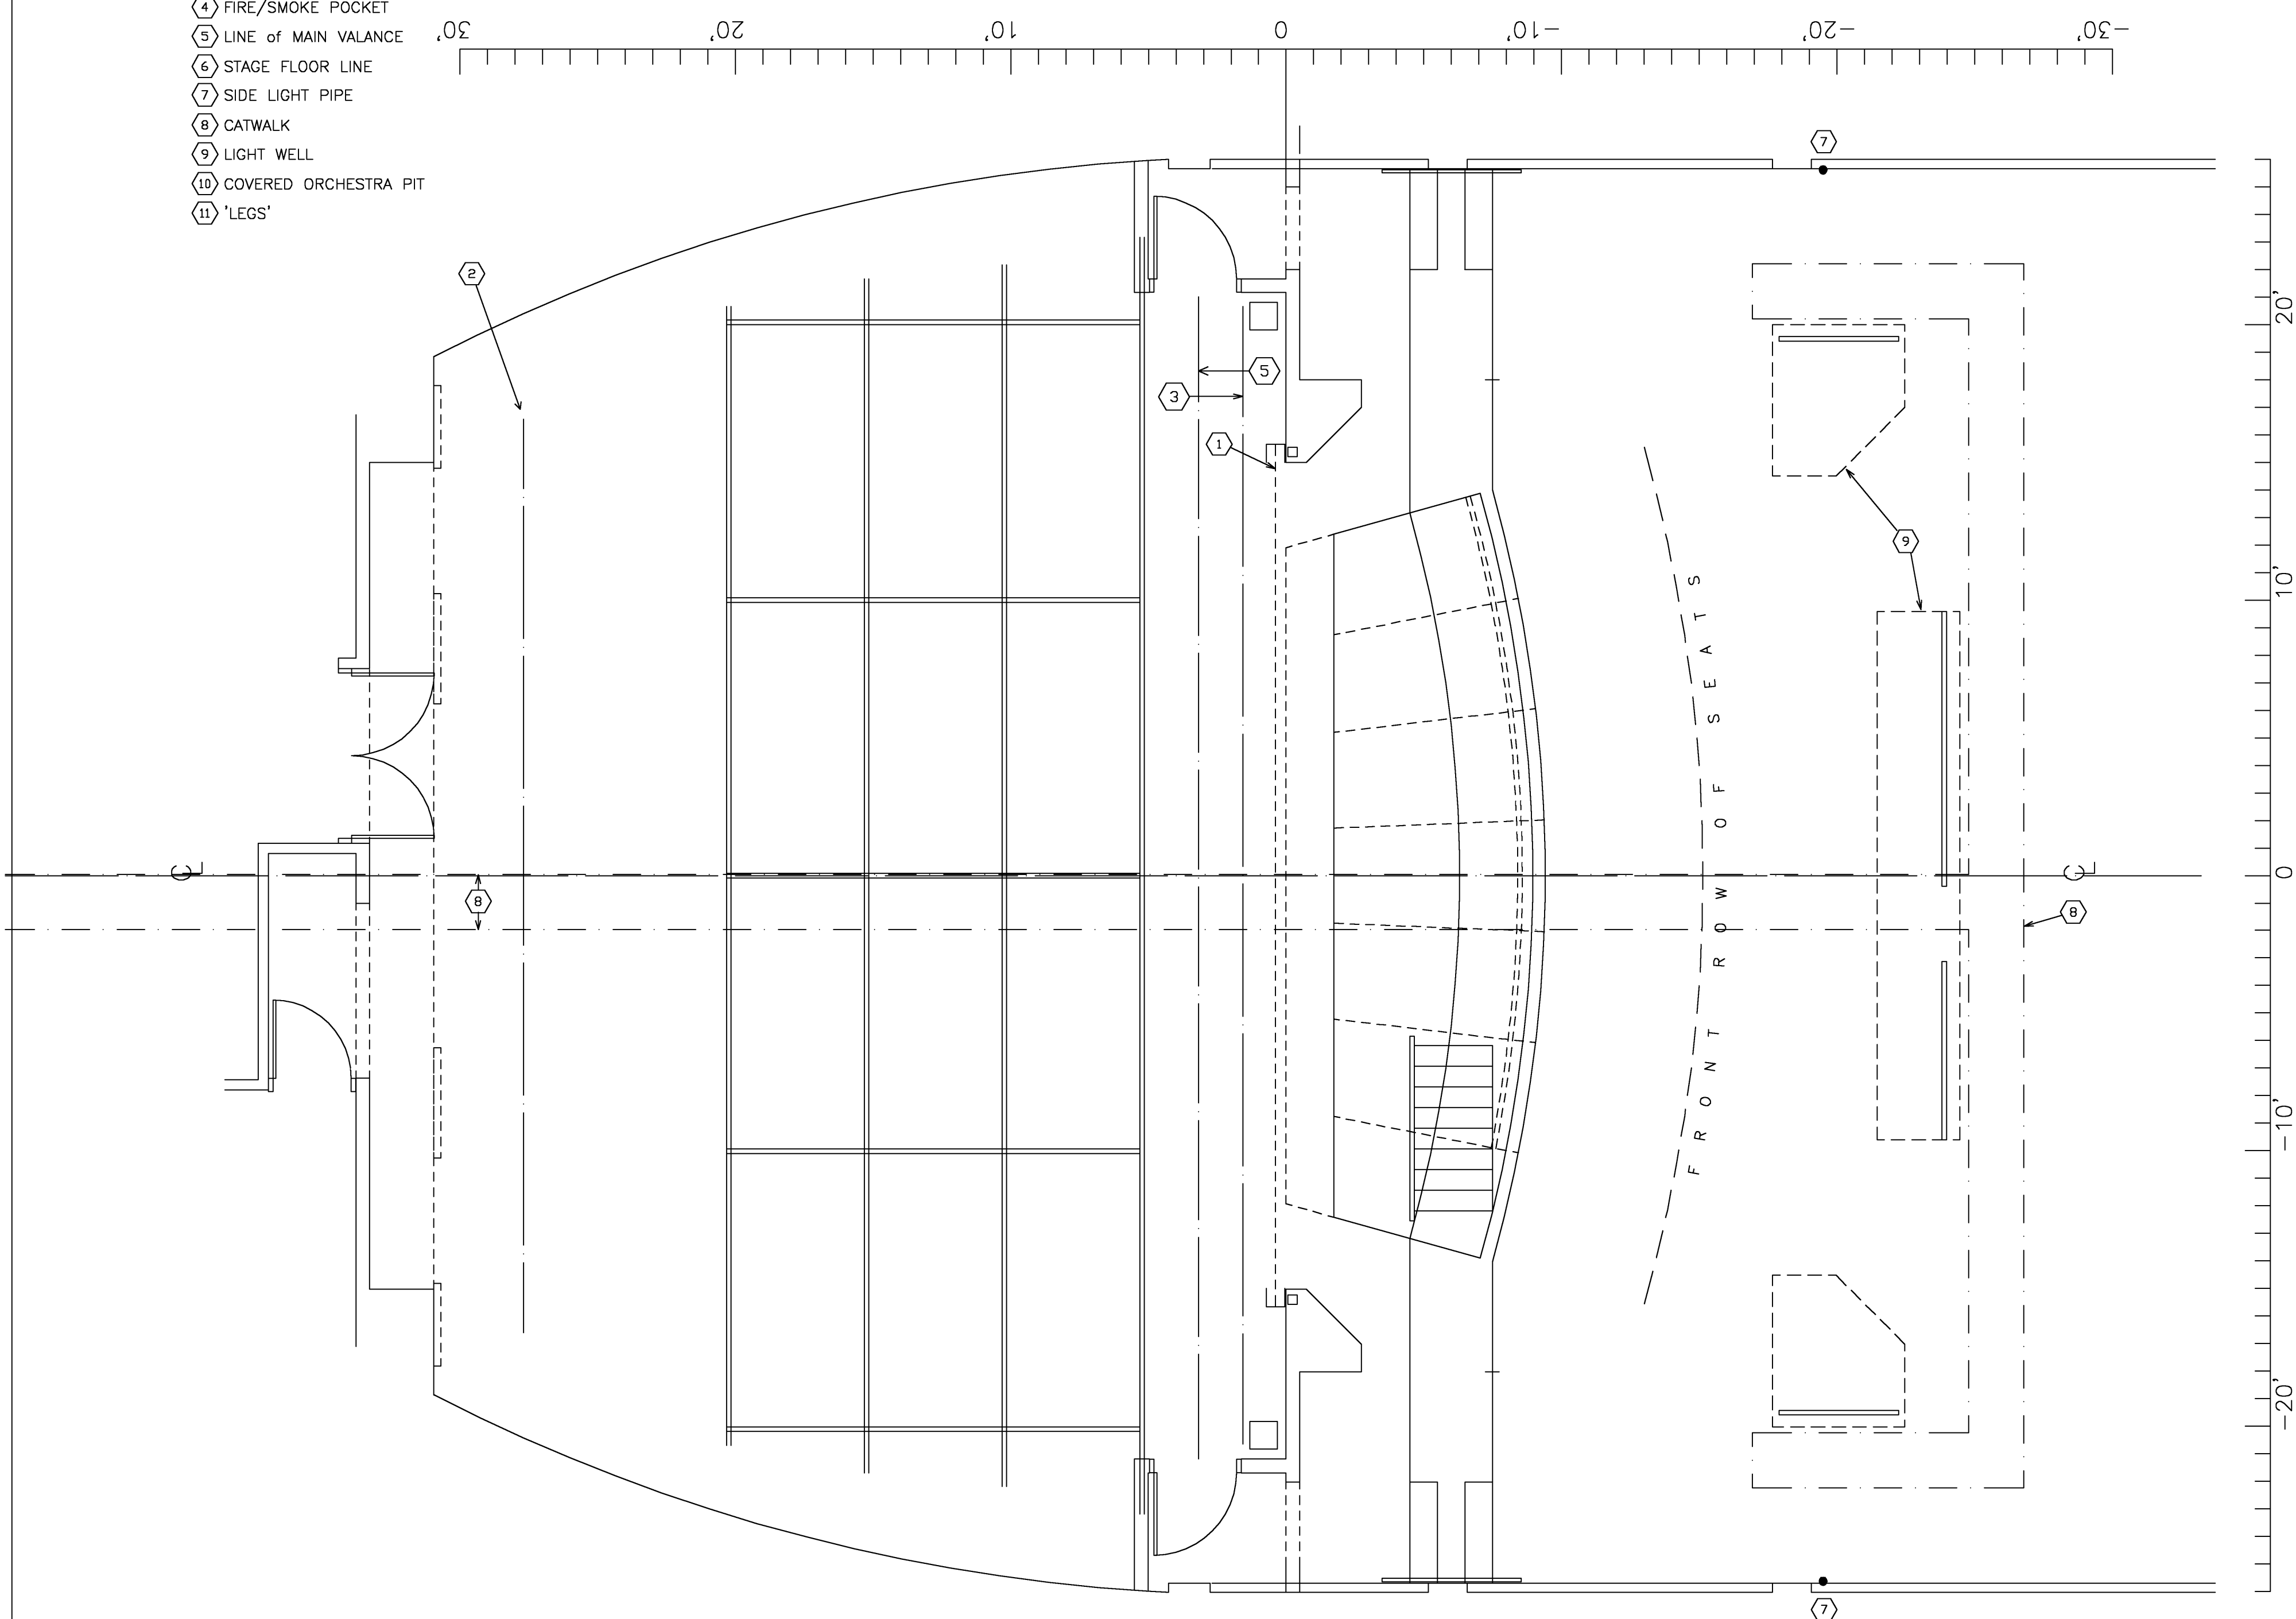 4 FIRE/SMOKE POCKET
5 LINE of MAIN VALANCE
6 STAGE FLOOR LINE
7 SIDE LIGHT PIPE
8 CATWALK
9 LIGHT WELL
10 COVERED ORCHESTRA PIT
11 'LEGS'
30' 20' 10' 0 -10' -20' -30'
7
2
5
3
1
9
20'
10'
0
-10'
-20'
FRONT ROW OF SEATS
CL
CL
8
8
7